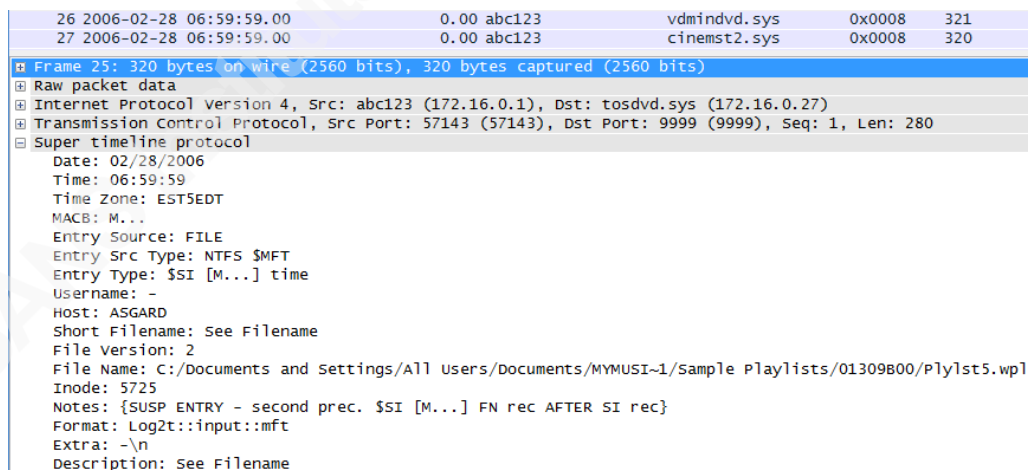 26 2006-02-28 06:59:59.00 0.00 abc123 vdmindvd.sys 0x0008 321
27 2006-02-28 06:59:59.00 0.00 abc123 cinemst2.sys 0x0008 320
Frame 25: 320 bytes on wire (2560 bits), 320 bytes captured (2560 bits)
Raw packet data
Internet Protocol Version 4, Src: abc123 (172.16.0.1), Dst: tosdvd.sys (172.16.0.27)
Transmission Control Protocol, Src Port: 57143 (57143), Dst Port: 9999 (9999), Seq: 1, Len: 280
Super timeline protocol
Date: 02/28/2006
Time: 06:59:59
Time Zone: EST5EDT
MACB: M...
Entry Source: FILE
Entry Src Type: NTFS $MFT
Entry Type: $SI [M...] time
Username: -
Host: ASGARD
Short Filename: See Filename
File Version: 2
File Name: C:/Documents and Settings/All Users/Documents/MYMUSI~1/Sample Playlists/01309B00/Plylst5.wpl
Inode: 5725
Notes: {SUSP ENTRY - second prec. $SI [M...] FN rec AFTER SI rec}
Format: Log2t::input::mft
Extra: -\n
Description: See Filename